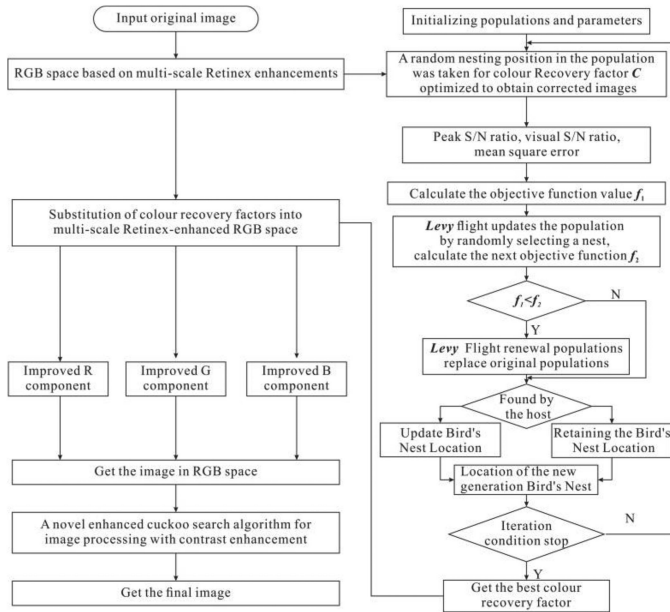 Input original image
RGB space based on multi-scale Retinex enhancements
Substitution of colour recovery factors into
multi-scale Retinex-enhanced RGB space
Improved R
component
Improved G
component
Improved B
component
Get the image in RGB space
A novel enhanced cuckoo search algorithm for
image processing with contrast enhancement
Get the final image
Initializing populations and parameters
A random nesting position in the population
was taken for colour Recovery factor C
optimized to obtain corrected images
Peak S/N ratio, visual S/N ratio,
mean square error
Calculate the objective function value f₁
Levy flight updates the population
by randomly selecting a nest,
calculate the next objective function f₂
f₁<f₂
N
Y
Levy Flight renewal populations
replace original populations
Found by
the host
Update Bird's
Nest Location
Retaining the Bird's
Nest Location
Location of the new
generation Bird's Nest
Iteration
condition stop
N
Y
Get the best colour
recovery factor